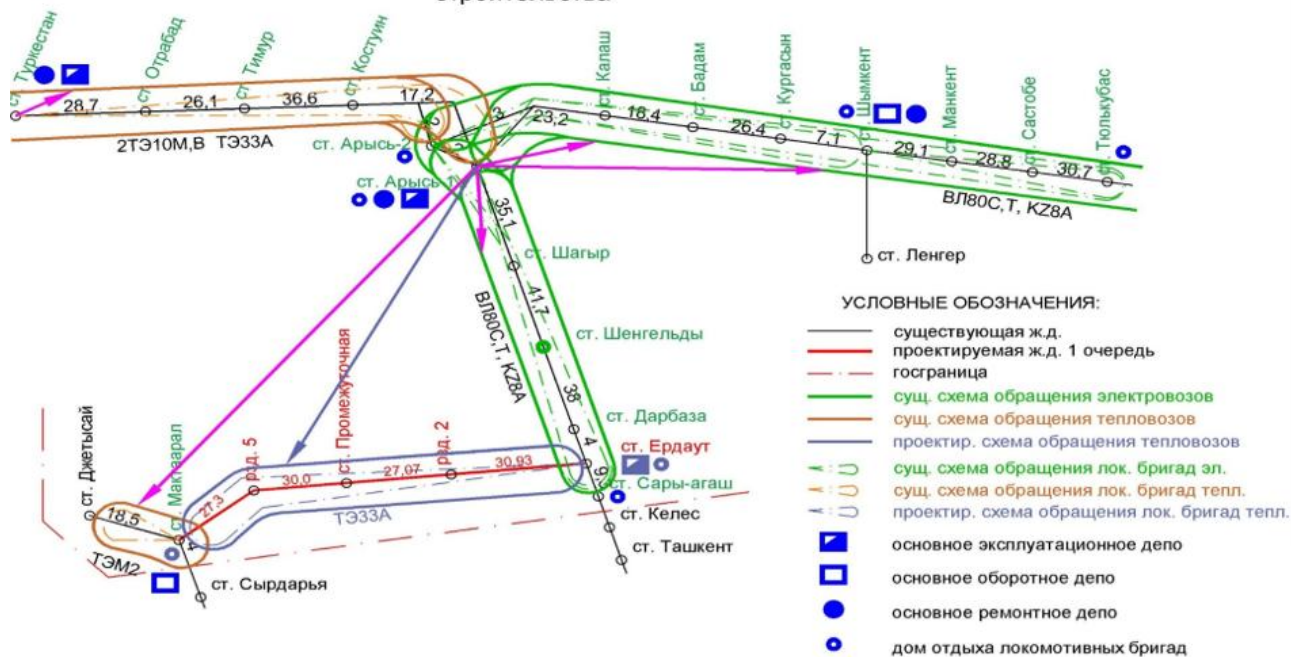 ст. Туркестан
28,7
ст. Отрабад
26,1
ст. Тимур
36,6
ст. Костуин
17,2
2ТЭ10М,В ТЭ33А
ст. Арысь-2
ст. Арысь-1
2
3
23,2
ст. Калаш
18,4
ст. Бадам
26,4
ст. Кургасын
7,1
ст. Шымкент
29,1
ст. Манкент
28,8
ст. Састобе
30,7
ст. Тюлькубас
ВЛ80С,Т, KZ8A
ст. Ленгер
35,1
ст. Шагыр
41,7
ст. Шенгельды
ВЛ80С,Т, KZ8A
38
ст. Дарбаза
4
ст. Ердаут
ст. Сары-агаш
ст. Келес
ст. Ташкент
ст. Джетысай
18,5
ст. Мактаарал
4
ТЭМ2
ст. Сырдарья
27,3
рзд. 5
30,0
ст. Промежуточная
27,07
рзд. 2
30,93
ТЭ33А
УСЛОВНЫЕ ОБОЗНАЧЕНИЯ:
существующая ж.д.
проектируемая ж.д. 1 очередь
госграница
сущ. схема обращения электровозов
сущ. схема обращения тепловозов
проектир. схема обращения тепловозов
сущ. схема обращения лок. бригад эл.
сущ. схема обращения лок. бригад тепл.
проектир. схема обращения лок. бригад тепл.
основное эксплуатационное депо
основное оборотное депо
основное ремонтное депо
дом отдыха локомотивных бригад